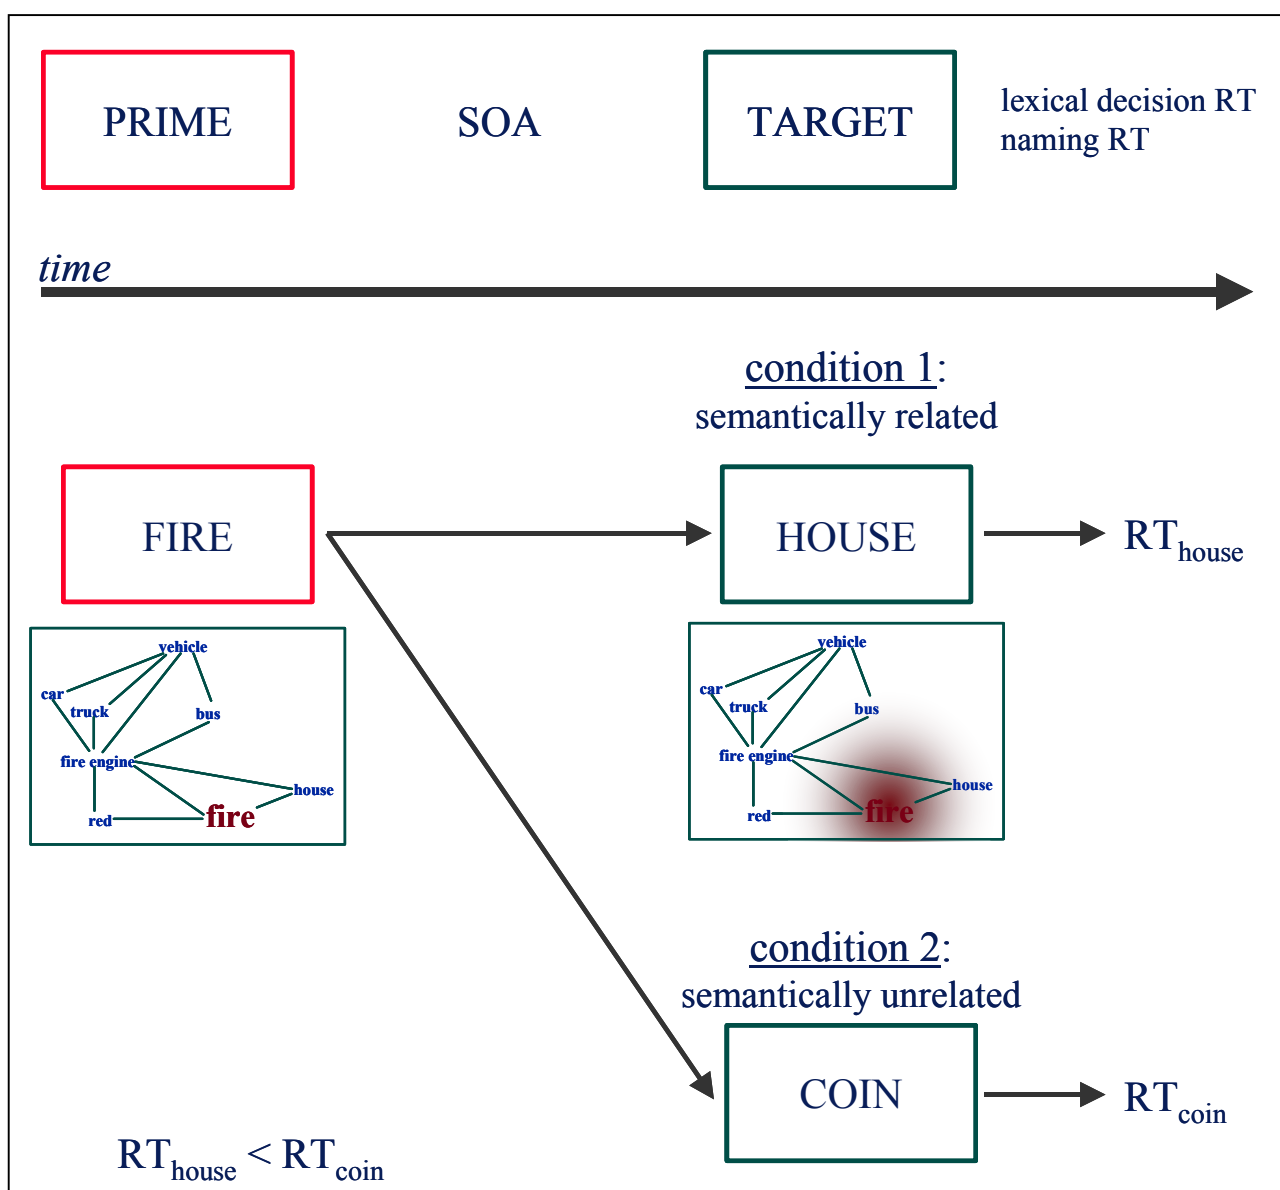 PRIME
SOA
TARGET
lexical decision RT
naming RT
time
condition 1:
semantically related
FIRE
HOUSE
RThouse
vehicle
car
truck
bus
fire engine
house
red
fire
vehicle
car
truck
bus
fire engine
house
red
fire
condition 2:
semantically unrelated
COIN
RTcoin
RThouse < RTcoin